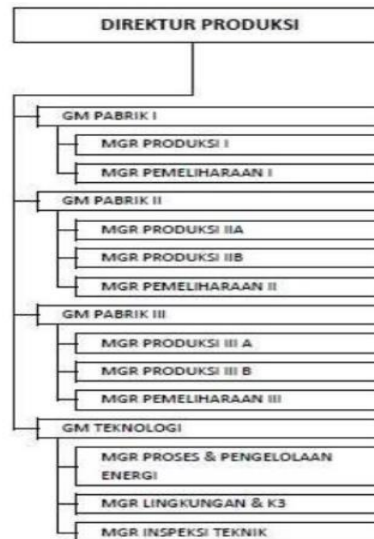 DIREKTUR PRODUKSI
GM PABRIK I
MGR PRODUKSI I
MGR PEMELIHARAAN I
GM PABRIK II
MGR PRODUKSI IIA
MGR PRODUKSI IIB
MGR PEMELIHARAAN II
GM PABRIK III
MGR PRODUKSI III A
MGR PRODUKSI III B
MGR PEMELIHARAAN III
GM TEKNOLOGI
MGR PROSES & PENGELOLAAN
ENERGI
MGR LINGKUNGAN & K3
MGR INSPEKSI TEKNIK